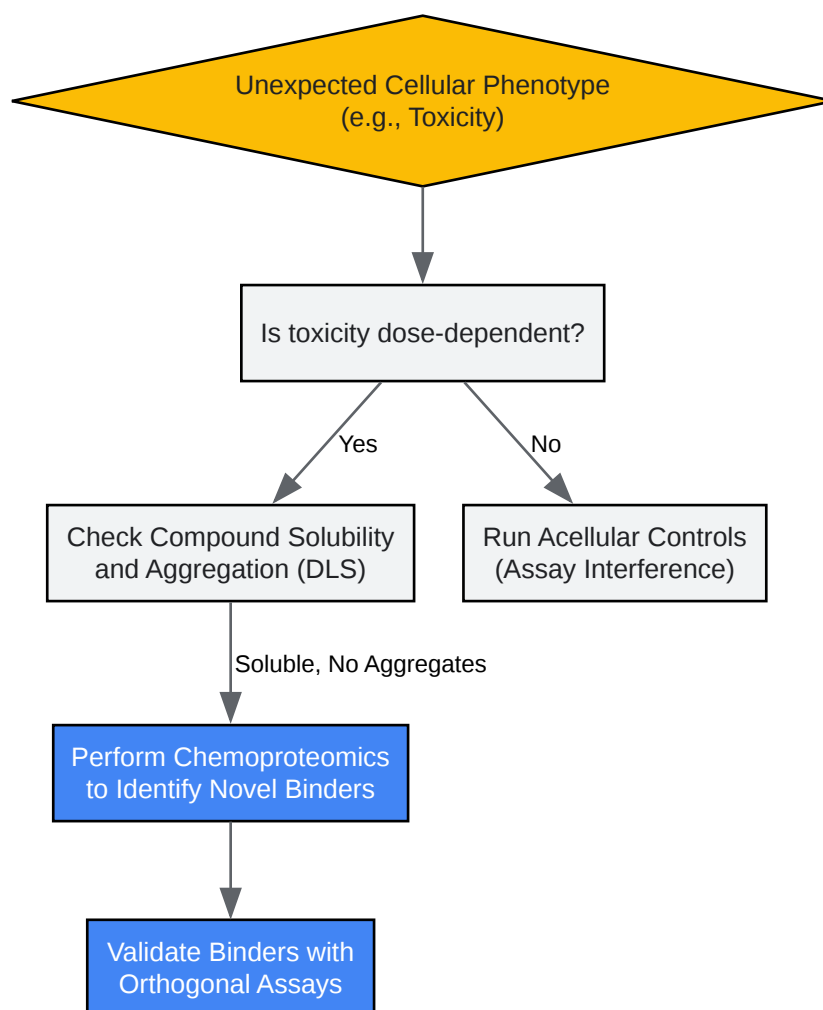 Unexpected Cellular Phenotype
(e.g., Toxicity)
Is toxicity dose-dependent?
Yes
No
Check Compound Solubility
and Aggregation (DLS)
Run Acellular Controls
(Assay Interference)
Soluble, No Aggregates
Perform Chemoproteomics
to Identify Novel Binders
Validate Binders with
Orthogonal Assays